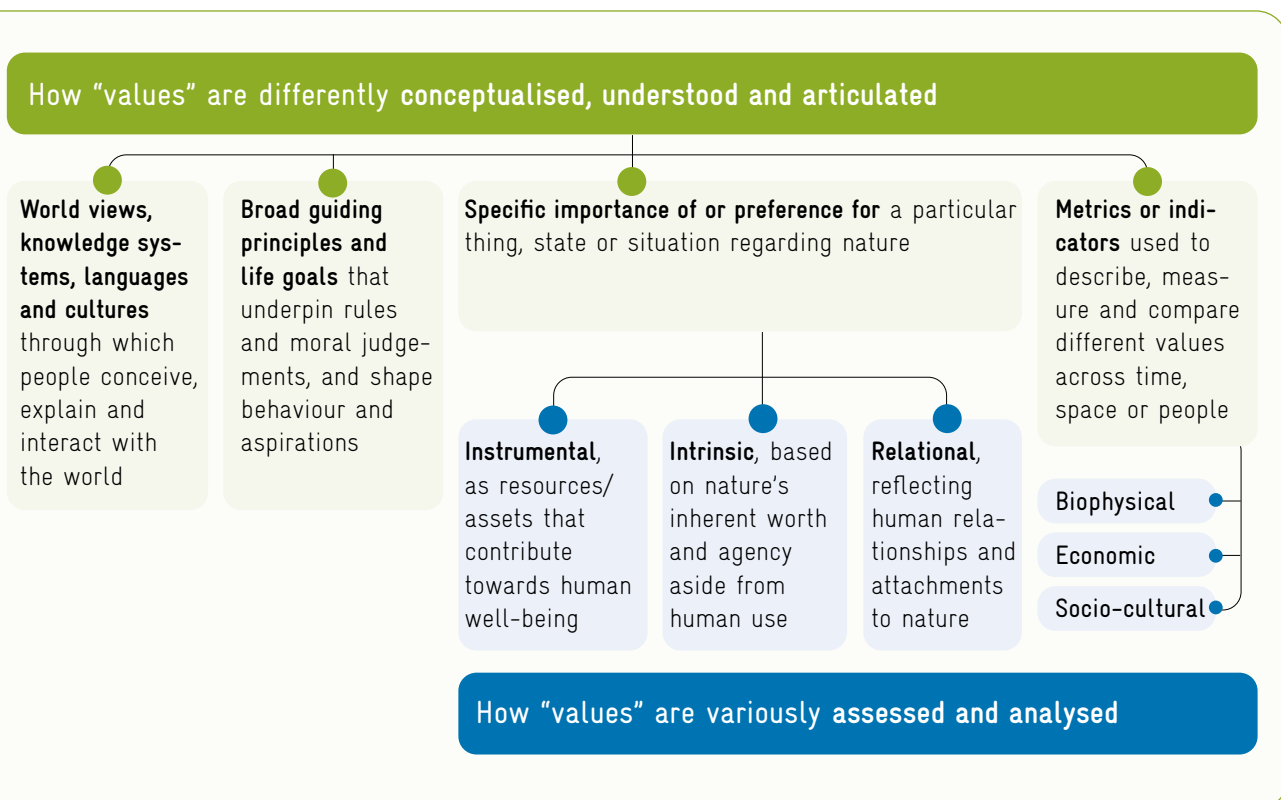 How “values” are differently conceptualised, understood and articulated
World views,
knowledge sys-
tems, languages
and cultures
through which
people conceive,
explain and
interact with
the world
Broad guiding
principles and
life goals that
underpin rules
and moral judge-
ments, and shape
behaviour and
aspirations
Specific importance of or preference for a particular
thing, state or situation regarding nature
Metrics or indi-
cators used to
describe, meas-
ure and compare
different values
across time,
space or people
Instrumental,
as resources/
assets that
contribute
towards human
well-being
Intrinsic, based
on nature’s
inherent worth
and agency
aside from
human use
Relational,
reflecting
human rela-
tionships and
attachments
to nature
Biophysical
Economic
Socio-cultural
How “values” are variously assessed and analysed